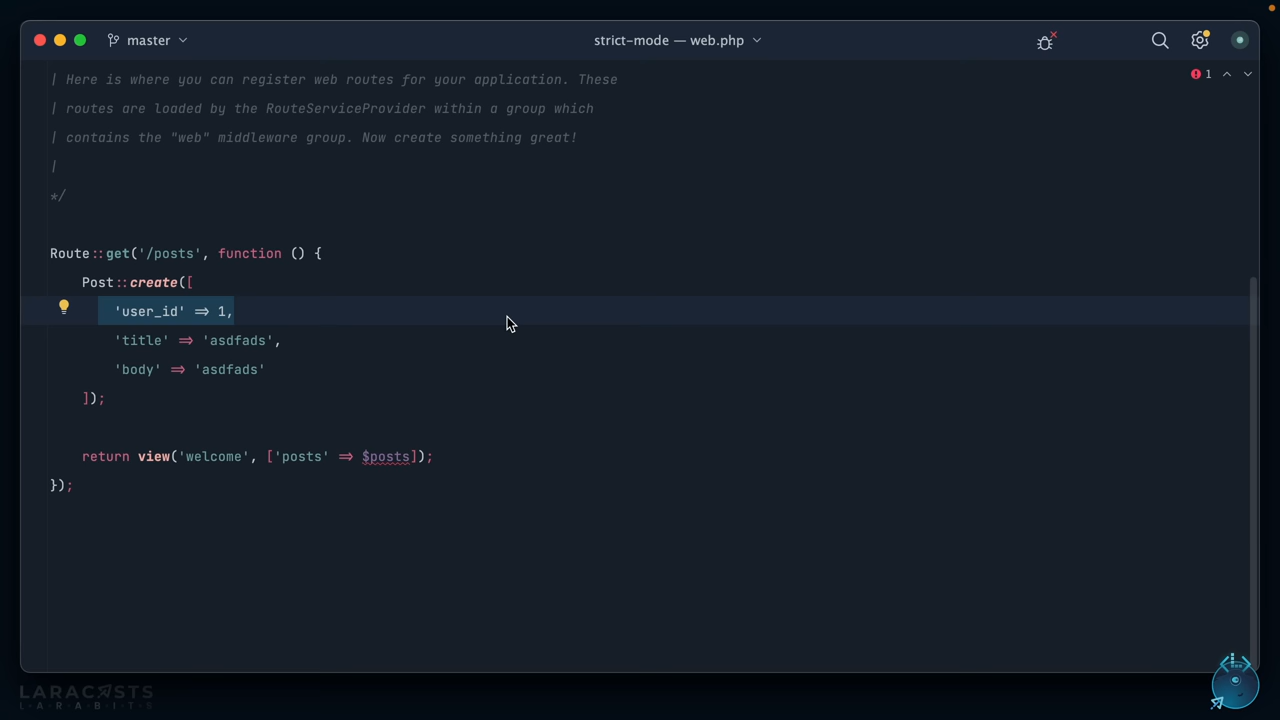 master
strict-mode — web.php
1
| Here is where you can register web routes for your application. These
| routes are loaded by the RouteServiceProvider within a group which
| contains the "web" middleware group. Now create something great!
|
*/
Route::get('/posts', function () {
Post::create([
'user_id' => 1,
'title' => 'asdfads',
'body' => 'asdfads'
]);
return view('welcome', ['posts' => $posts]);
});
LARACASTS
LARABITS